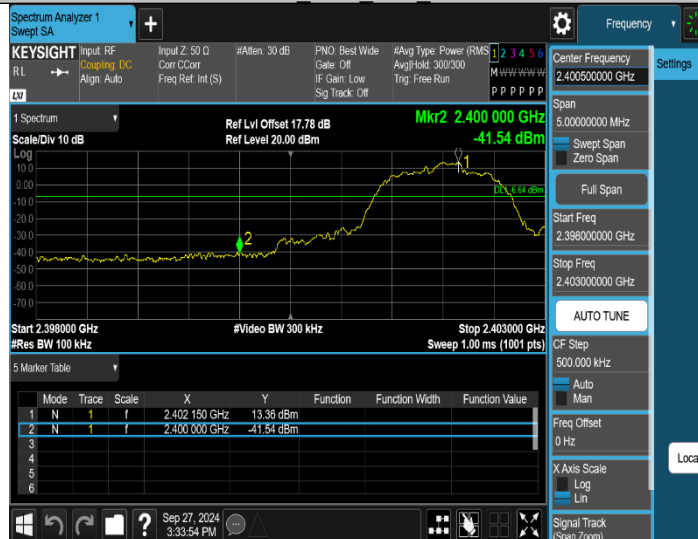 Spectrum Analyzer 1
Swept SA
+
Frequency
KEYSIGHT
RL
LXI
Input: RF
Coupling: DC
Align: Auto
Input Z: 50 Ω
Corr CCorr
Freq Ref: Int (S)
#Atten: 30 dB
PNO: Best Wide
Gate: Off
IF Gain: Low
Sig Track: Off
#Avg Type: Power (RMS
Avg|Hold: 300/300
Trig: Free Run
1 2 3 4 5 6
M W W W W W
P P P P P P
1 Spectrum
Scale/Div 10 dB
Ref Lvl Offset 17.78 dB
Ref Level 20.00 dBm
Mkr2 2.400 000 GHz
-41.54 dBm
Log
10.0
0.00
-10.0
-20.0
-30.0
-40.0
-50.0
-60.0
-70.0
1
2
DL1 -6.64 dBm
Start 2.398000 GHz
#Res BW 100 kHz
#Video BW 300 kHz
Stop 2.403000 GHz
Sweep 1.00 ms (1001 pts)
5 Marker Table
Mode Trace Scale X Y Function Function Width Function Value
1 N 1 f 2.402 150 GHz 13.36 dBm
2 N 1 f 2.400 000 GHz -41.54 dBm
3
4
5
6
Sep 27, 2024
3:33:54 PM
?
Center Frequency
2.400500000 GHz
Span
5.00000000 MHz
Swept Span
Zero Span
Full Span
Start Freq
2.398000000 GHz
Stop Freq
2.403000000 GHz
AUTO TUNE
CF Step
500.000 kHz
Auto
Man
Freq Offset
0 Hz
X Axis Scale
Log
Lin
Signal Track
(Span Zoom)
Settings
Loca